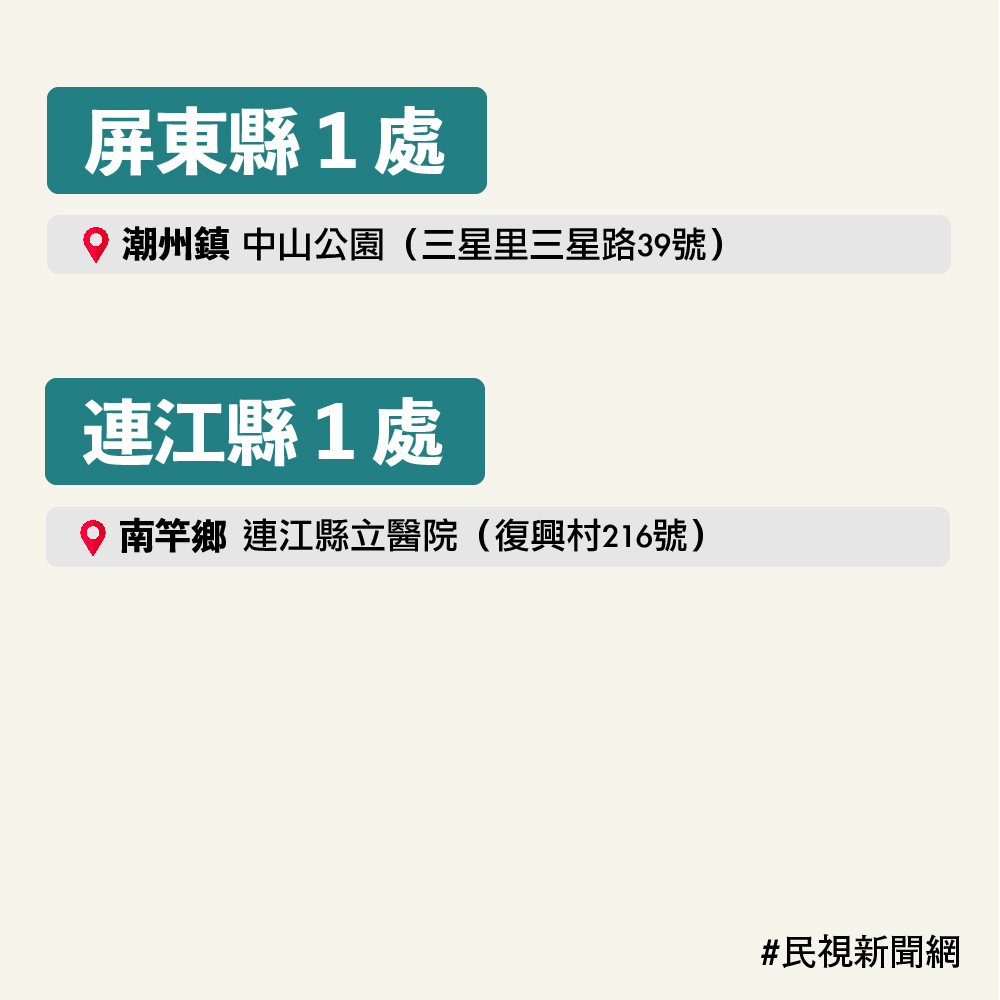 屏東縣 1 處
潮州鎮 中山公園（三星里三星路39號）
連江縣 1 處
南竿鄉 連江縣立醫院（復興村216號）
#民視新聞網